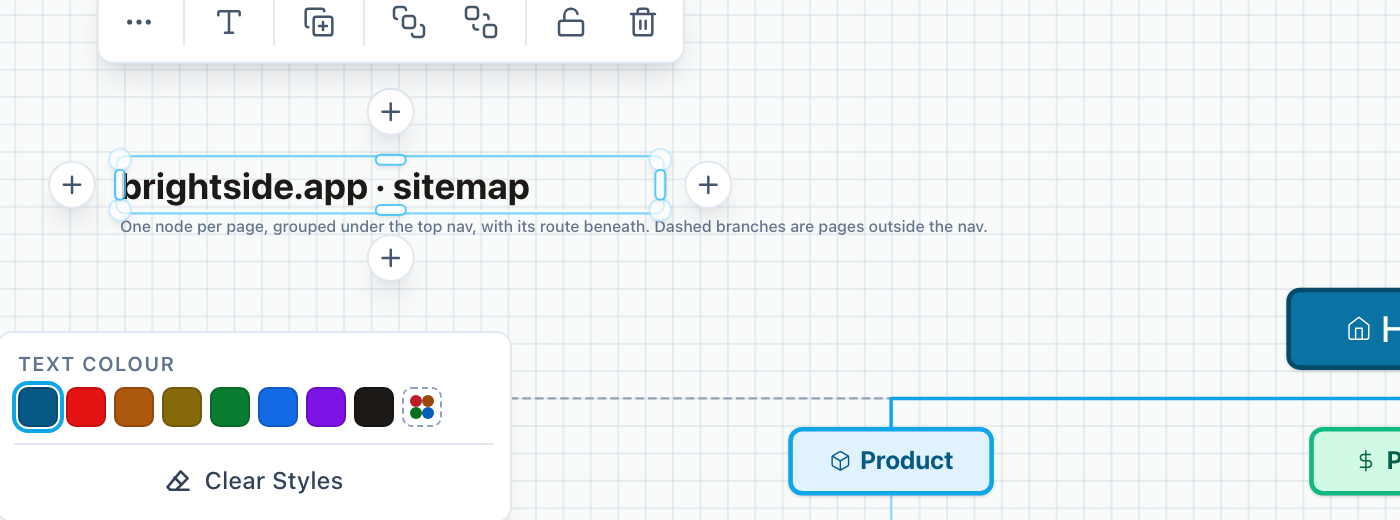 brightside.app · sitemap
One node per page, grouped under the top nav, with its route beneath. Dashed branches are pages outside the nav.
TEXT COLOUR
Product
Clear Styles